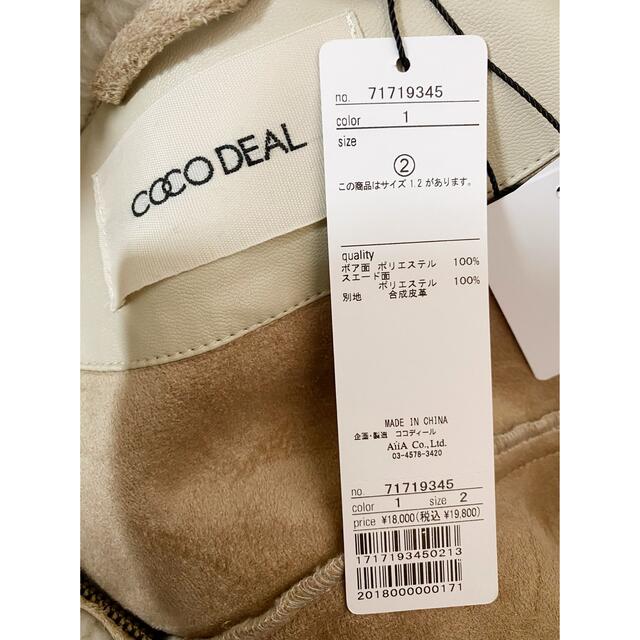 COCO DEAL
no. 71719345
color 1
size
②
この商品はサイズ1.2があります。
quality
ボア面 ポリエステル 100%
スエード面
ポリエステル 100%
別地 合成皮革
MADE IN CHINA
企画・製造 ココディール
AiiA Co.,Ltd.
03-4578-3420
no. 71719345
color 1 size 2
price ¥18,000(税込 ¥19,800)
1717193450213
2018000000171